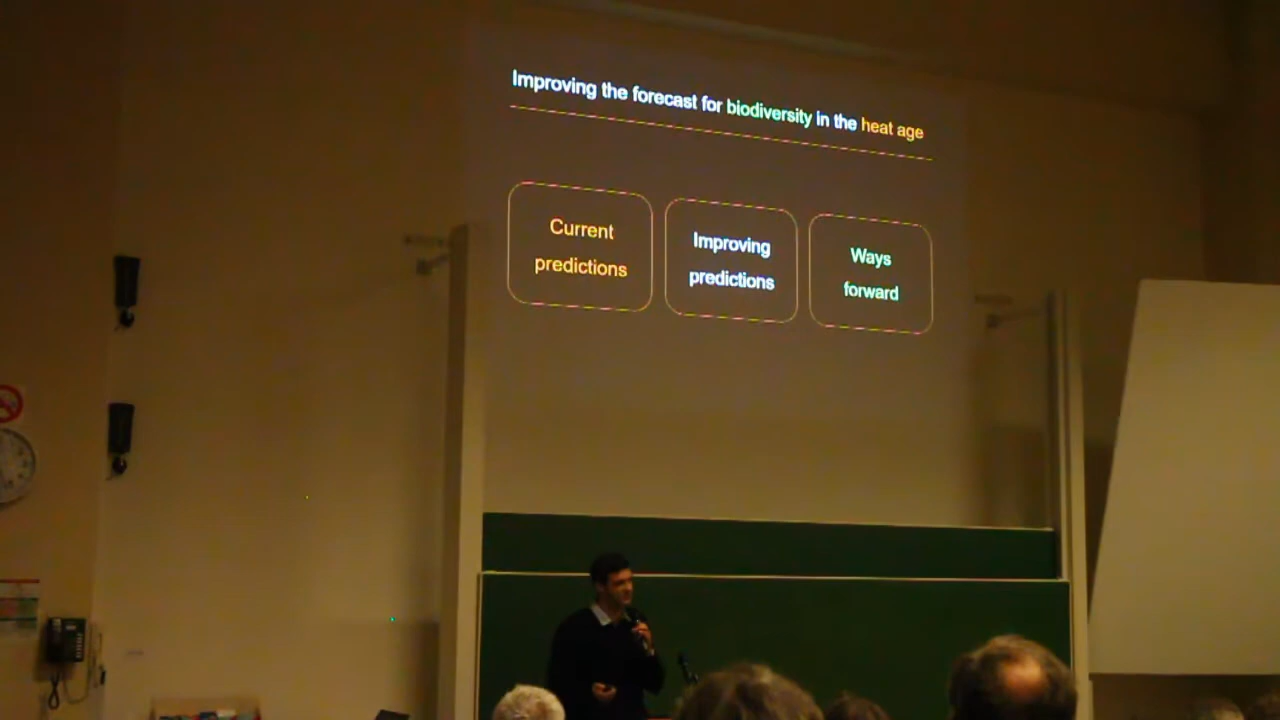 Improving the forecast for biodiversity in the heat age
Current
predictions
Improving
predictions
Ways
forward